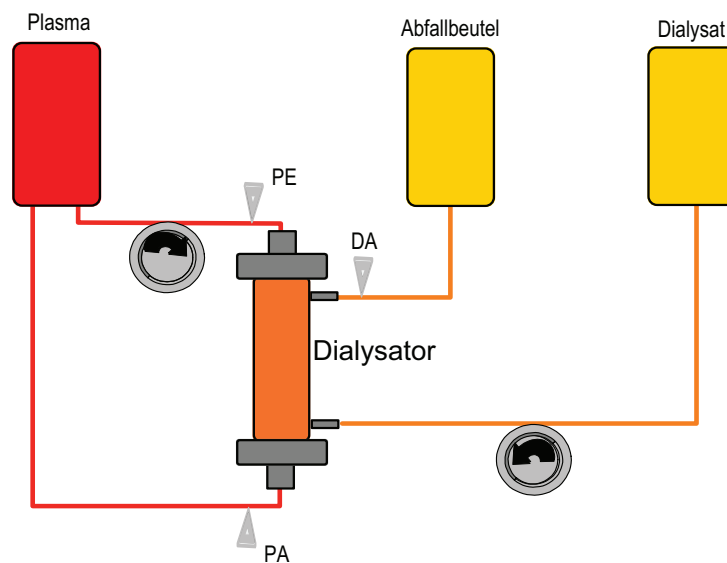 Plasma
Abfallbeutel
Dialysat
PE
DA
Dialysator
PA